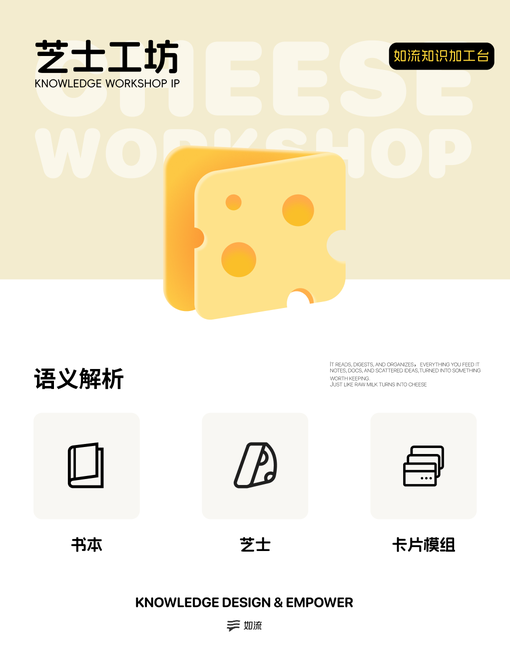 芝士工坊
KNOWLEDGE WORKSHOP IP
如流知识加工台
CHEESE
WORKSHOP
语义解析
IT READS, DIGESTS, AND ORGANIZES。 EVERYTHING YOU FEED IT
NOTES, DOCS, AND SCATTERED IDEAS, TURNED INTO SOMETHING
WORTH KEEPING.
JUST LIKE RAW MILK TURNS INTO CHEESE
书本
芝士
卡片模组
KNOWLEDGE DESIGN & EMPOWER
如流